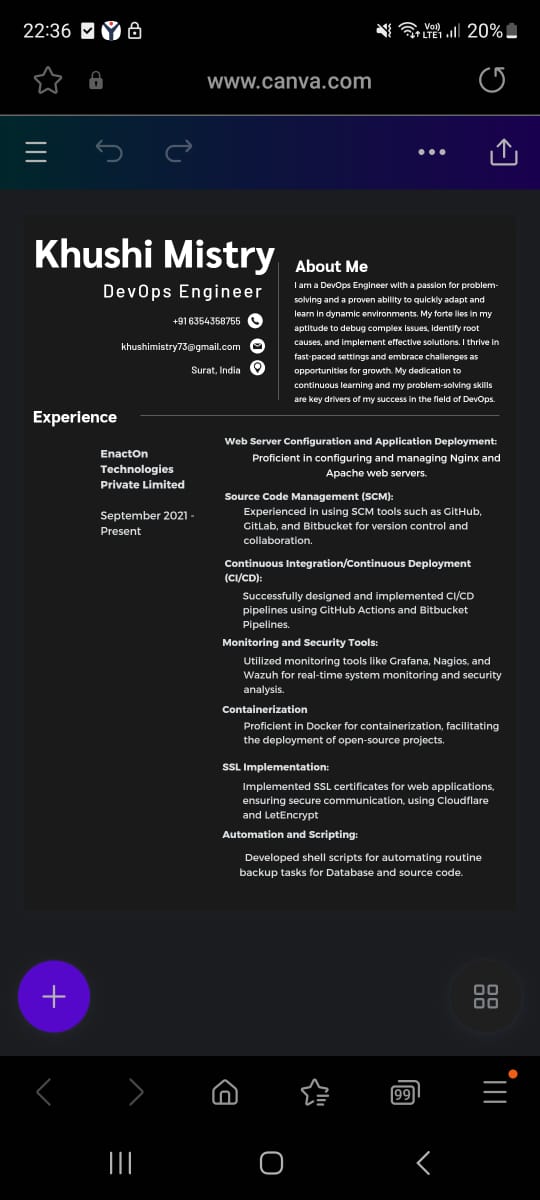 22:36
Vo)) LTE1 20%
www.canva.com
Khushi Mistry
DevOps Engineer
+91 6354358755
khushimistry73@gmail.com
Surat, India
About Me
I am a DevOps Engineer with a passion for problem-
solving and a proven ability to quickly adapt and
learn in dynamic environments. My forte lies in my
aptitude to debug complex issues, identify root
causes, and implement effective solutions. I thrive in
fast-paced settings and embrace challenges as
opportunities for growth. My dedication to
continuous learning and my problem-solving skills
are key drivers of my success in the field of DevOps.
Experience
EnactOn
Technologies
Private Limited
September 2021 -
Present
Web Server Configuration and Application Deployment:
Proficient in configuring and managing Nginx and
Apache web servers.
Source Code Management (SCM):
Experienced in using SCM tools such as GitHub,
GitLab, and Bitbucket for version control and
collaboration.
Continuous Integration/Continuous Deployment
(CI/CD):
Successfully designed and implemented CI/CD
pipelines using GitHub Actions and Bitbucket
Pipelines.
Monitoring and Security Tools:
Utilized monitoring tools like Grafana, Nagios, and
Wazuh for real-time system monitoring and security
analysis.
Containerization
Proficient in Docker for containerization, facilitating
the deployment of open-source projects.
SSL Implementation:
Implemented SSL certificates for web applications,
ensuring secure communication, using Cloudflare
and LetEncrypt
Automation and Scripting:
Developed shell scripts for automating routine
backup tasks for Database and source code.
99